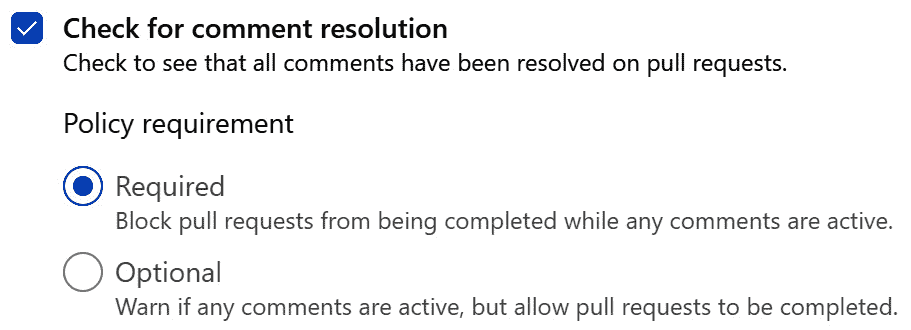 Check for comment resolution
Check to see that all comments have been resolved on pull requests.
Policy requirement
Required
Block pull requests from being completed while any comments are active.
Optional
Warn if any comments are active, but allow pull requests to be completed.